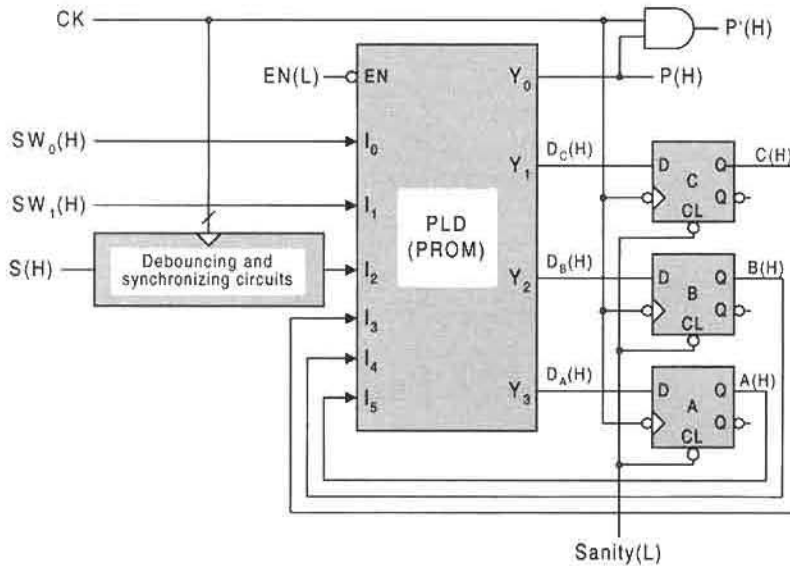 CK
P'(H)
EN(L)
EN
Y0
P(H)
SW0(H)
I0
Y1
DC(H)
D
Q
C(H)
C
Q
CL
SW1(H)
I1
PLD
(PROM)
S(H)
Debouncing and
synchronizing circuits
I2
Y2
DB(H)
D
Q
B(H)
B
Q
CL
I3
I4
I5
Y3
DA(H)
D
Q
A(H)
A
Q
CL
Sanity(L)